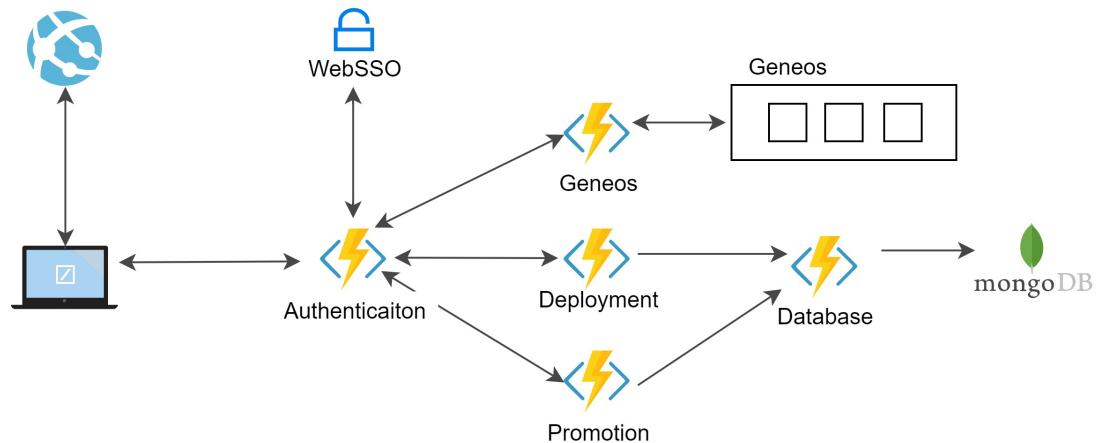 WebSSO
Geneos
Geneos
Authenticaiton
Deployment
Database
mongoDB
Promotion